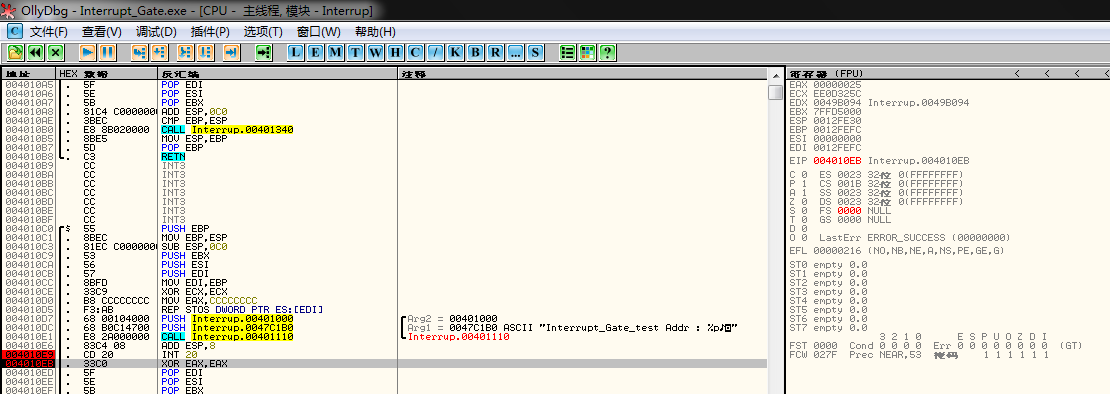 OllyDbg - Interrupt_Gate.exe - [CPU - 主线程, 模块 - Interrup]
C 文件(F) 查看(V) 调试(D) 插件(P) 选项(T) 窗口(W) 帮助(H)
L E M T W H C / K B R ... S ?
地址 HEX 数据 反汇编 注释
004010A5 . 5F POP EDI
004010A6 . 5E POP ESI
004010A7 . 5B POP EBX
004010A8 . 81C4 C0000000 ADD ESP,0C0
004010AE . 3BEC CMP EBP,ESP
004010B0 . E8 8B020000 CALL Interrup.00401340
004010B5 . 8BE5 MOV ESP,EBP
004010B7 . 5D POP EBP
004010B8 . C3 RETN
004010B9 CC INT3
004010BA CC INT3
004010BB CC INT3
004010BC CC INT3
004010BD CC INT3
004010BE CC INT3
004010BF CC INT3
004010C0 $ 55 PUSH EBP
004010C1 . 8BEC MOV EBP,ESP
004010C3 . 81EC C0000000 SUB ESP,0C0
004010C9 . 53 PUSH EBX
004010CA . 56 PUSH ESI
004010CB . 57 PUSH EDI
004010CC . 8BFD MOV EDI,EBP
004010CE . 33C9 XOR ECX,ECX
004010D0 . B8 CCCCCCCC MOV EAX,CCCCCCCC
004010D5 . F3:AB REP STOS DWORD PTR ES:[EDI]
004010D7 . 68 00104000 PUSH Interrup.00401000 Arg2 = 00401000
004010DC . 68 B0C14700 PUSH Interrup.0047C1B0 Arg1 = 0047C1B0 ASCII "Interrupt_Gate_test Addr : %p
004010E1 . E8 2A000000 CALL Interrup.00401110 Interrup.00401110
004010E6 . 83C4 08 ADD ESP,8
004010E9 . CD 20 INT 20
004010EB . 33C0 XOR EAX,EAX
004010ED . 5F POP EDI
004010EE . 5E POP ESI
004010EF . 5B POP EBX
寄存器 (FPU) < < < <
EAX 00000025
ECX EE0D325C
EDX 0049B094 Interrup.0049B094
EBX 7FFD5000
ESP 0012FE30
EBP 0012FEFC
ESI 00000000
EDI 0012FEFC
EIP 004010EB Interrup.004010EB
C 0 ES 0023 32位 0(FFFFFFFF)
P 1 CS 001B 32位 0(FFFFFFFF)
A 1 SS 0023 32位 0(FFFFFFFF)
Z 0 DS 0023 32位 0(FFFFFFFF)
S 0 FS 0000 NULL
T 0 GS 0000 NULL
D 0
O 0 LastErr ERROR_SUCCESS (00000000)
EFL 00000216 (NO,NB,NE,A,NS,PE,GE,G)
ST0 empty 0.0
ST1 empty 0.0
ST2 empty 0.0
ST3 empty 0.0
ST4 empty 0.0
ST5 empty 0.0
ST6 empty 0.0
ST7 empty 0.0
3 2 1 0 E S P U O Z D I
FST 0000 Cond 0 0 0 0 Err 0 0 0 0 0 0 0 0 (GT)
FCW 027F Prec NEAR,53 掩码 1 1 1 1 1 1